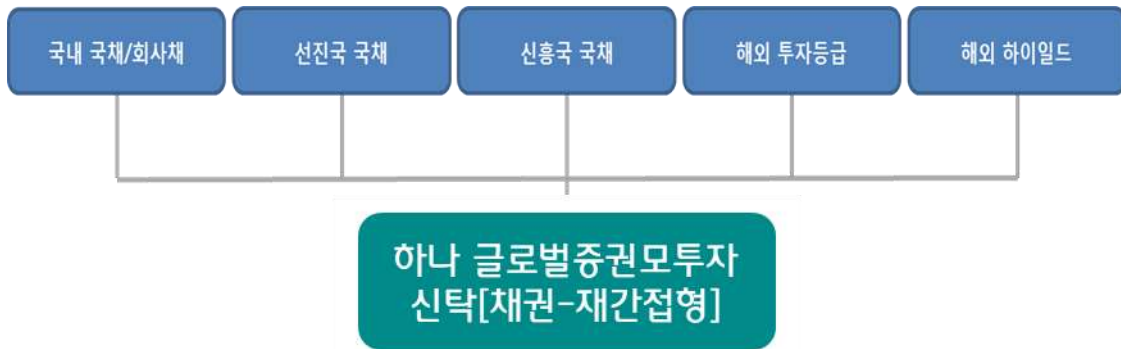 국내 국채/회사채
선진국 국채
신흥국 국채
해외 투자등급
해외 하이일드
하나 글로벌증권모투자
신탁[채권-재간접형]